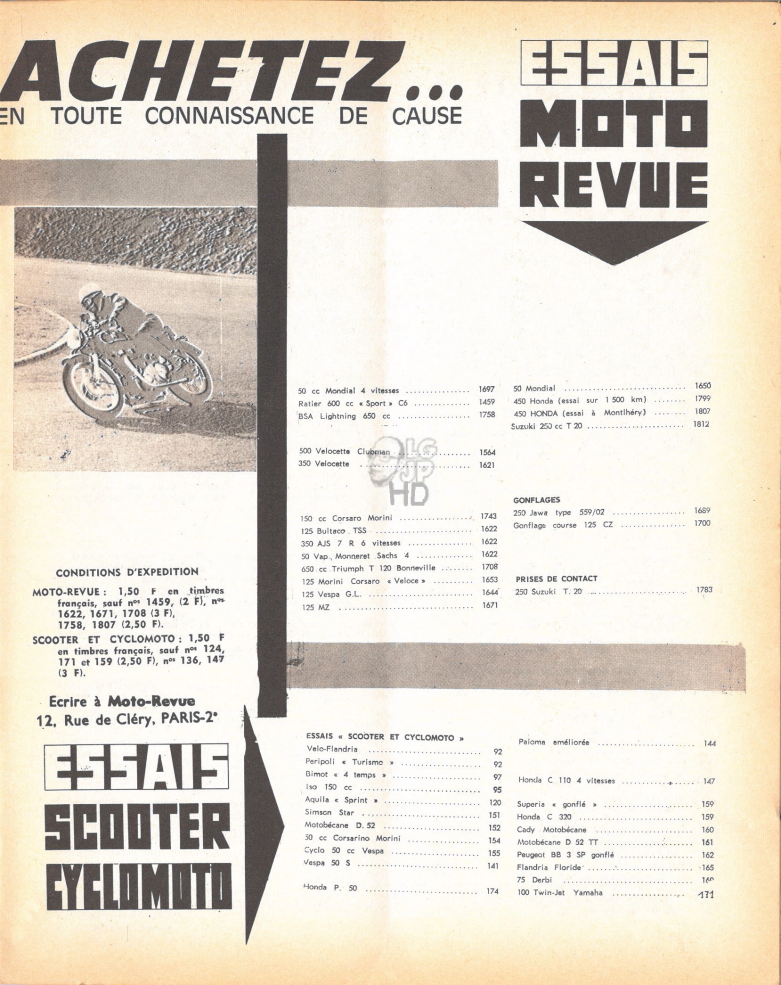 ACHETEZ...
EN TOUTE CONNAISSANCE DE CAUSE
ESSAIS
MOTO
REVUE
50 cc Mondial 4 vitesses ................ 1697
Ratier 600 cc « Sport » C6 ............... 1459
BSA Lightning 650 cc ................ 1758
500 Velocette Clubman ................ 1564
350 Velocette ................ 1621
150 cc Corsaro Morini ................ 1743
125 Bultaco TSS ................ 1622
350 AJS 7 R 6 vitesses ................ 1622
50 Vap. Monneret Sachs 4 ................ 1622
650 cc Triumph T 120 Bonneville ........ 1708
125 Morini Corsaro « Veloce » ............ 1653
125 Vespa G.L. ................ 1644
125 MZ ................ 1671
50 Mondial ................ 1650
450 Honda (essai sur 1 500 km) ........ 1799
450 HONDA (essai à Montlhéry) ........ 1807
Suzuki 250 cc T 20 ................ 1812
GONFLAGES
250 Jawa type 559/02 ................ 1689
Gonflage course 125 CZ ................ 1700
PRISES DE CONTACT
250 Suzuki T. 20 ................ 1783
BIG
JP
HD
CONDITIONS D'EXPEDITION
MOTO-REVUE : 1,50 F en timbres
français, sauf nos 1459, (2 F), nos
1622, 1671, 1708 (3 F),
1758, 1807 (2,50 F).
SCOOTER ET CYCLOMOTO : 1,50 F
en timbres français, sauf nos 124,
171 et 159 (2,50 F), nos 136, 147
(3 F).
Ecrire à Moto-Revue
12, Rue de Cléry, PARIS-2e
ESSAIS
SCOOTER
CYCLOMOTO
ESSAIS « SCOOTER ET CYCLOMOTO »
Velo-Flandria ................ 92
Peripoli « Turismo » ................ 92
Bimot « 4 temps » ................ 97
Iso 150 cc ................ 95
Aquila « Sprint » ................ 120
Simson Star ................ 151
Motobécane D. 52 ................ 152
50 cc Corsarino Morini ................ 154
Cyclo 50 cc Vespa ................ 155
Vespa 50 S ................ 141
Honda P. 50 ................ 174
Paloma améliorée ................ 144
Honda C 110 4 vitesses ................ 147
Superia « gonflé » ................ 159
Honda C 320 ................ 159
Cady Motobécane ................ 160
Motobécane D 52 TT ................ 161
Peugeot BB 3 SP gonflé ................ 162
Flandria Floride ................ 165
75 Derbi ................
100 Twin-Jet Yamaha ................ 171